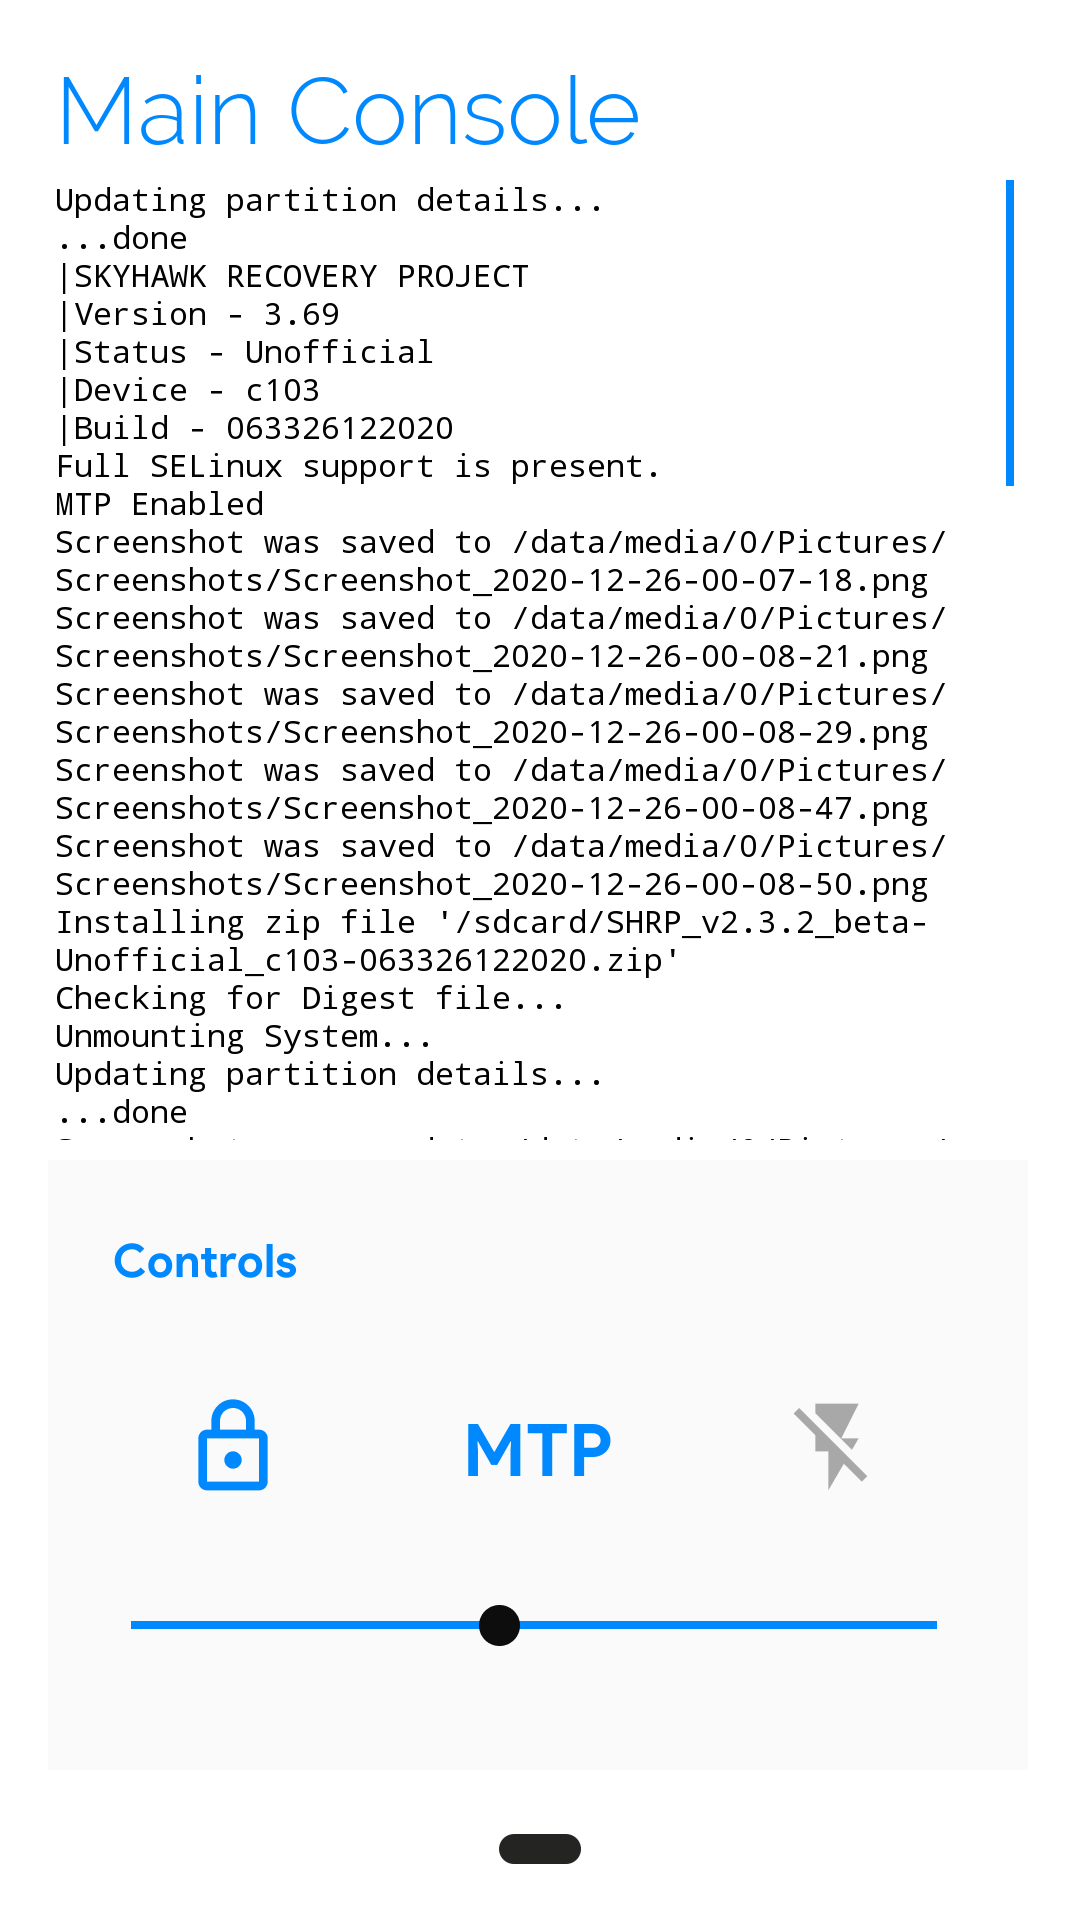 Main Console
Updating partition details...
...done
|SKYHAWK RECOVERY PROJECT
|Version - 3.69
|Status - Unofficial
|Device - c103
|Build - 063326122020
Full SELinux support is present.
MTP Enabled
Screenshot was saved to /data/media/0/Pictures/
Screenshots/Screenshot_2020-12-26-00-07-18.png
Screenshot was saved to /data/media/0/Pictures/
Screenshots/Screenshot_2020-12-26-00-08-21.png
Screenshot was saved to /data/media/0/Pictures/
Screenshots/Screenshot_2020-12-26-00-08-29.png
Screenshot was saved to /data/media/0/Pictures/
Screenshots/Screenshot_2020-12-26-00-08-47.png
Screenshot was saved to /data/media/0/Pictures/
Screenshots/Screenshot_2020-12-26-00-08-50.png
Installing zip file '/sdcard/SHRP_v2.3.2_beta-
Unofficial_c103-063326122020.zip'
Checking for Digest file...
Unmounting System...
Updating partition details...
...done
Controls
MTP